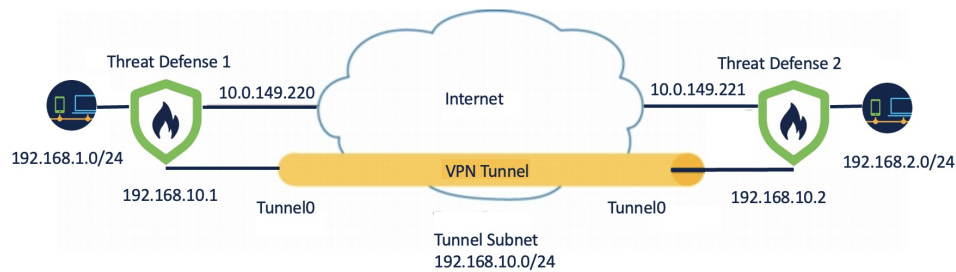 Threat Defense 1
Threat Defense 2
10.0.149.220
Internet
10.0.149.221
192.168.1.0/24
192.168.2.0/24
VPN Tunnel
192.168.10.1
192.168.10.2
Tunnel0
Tunnel0
Tunnel Subnet
192.168.10.0/24